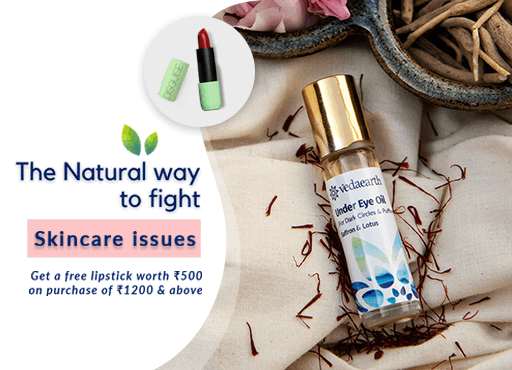 DISGUISE
The Natural way
to fight
Skincare issues
Get a free lipstick worth ₹500
on purchase of ₹1200 & above
vedaearth
Under Eye Oil
For Dark Circles &
Saffron & Lotus